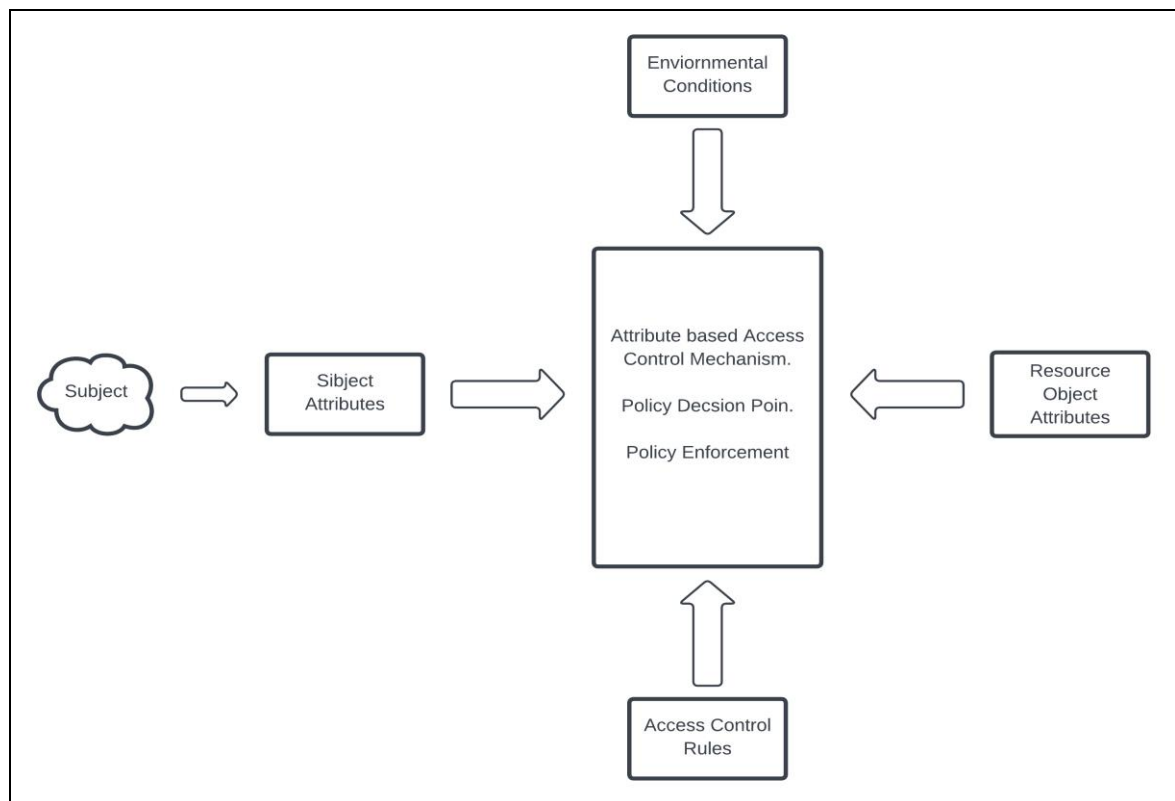 Enviornmental
Conditions
Subject
Sibject
Attributes
Attribute based Access
Control Mechanism.
Policy Decsion Poin.
Policy Enforcement
Resource
Object
Attributes
Access Control
Rules